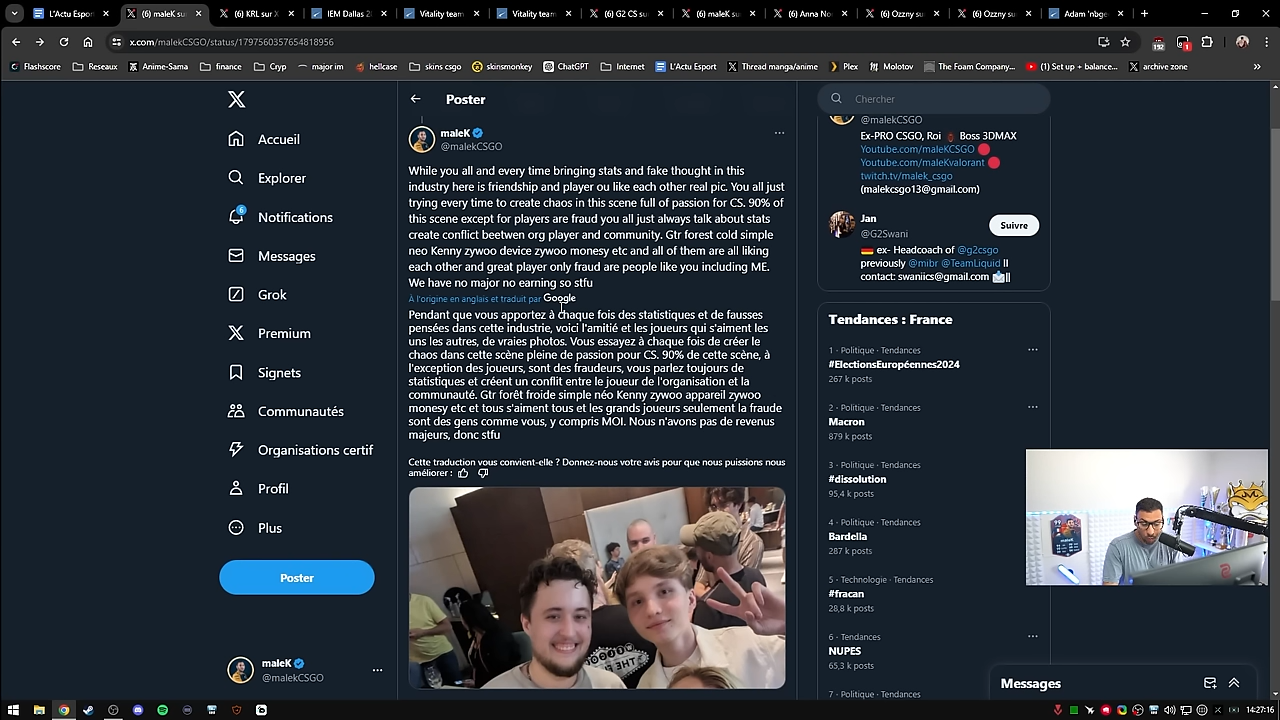 L'Actu Esport
(6) maleK su
(6) KRL sur X
IEM Dallas 2
Vitality team
Vitality team
(6) G2 CS su
(6) maleK su
(6) Anna No
(6) Ozzny su
(6) Ozzny su
Adam 'nbge
x.com/malekCSGO/status/1797560357654818956
192
1
Flashscore
Reseaux
Anime-Sama
finance
Cryp
major im
hellcase
skins csgo
skinsmonkey
ChatGPT
Internet
L'Actu Esport
Thread manga/anime
Plex
Molotov
The Foam Company...
(1) Set up + balance...
archive zone
Accueil
Explorer
6
Notifications
Messages
Grok
Premium
Signets
Communautés
Organisations certif
Profil
Plus
Poster
maleK
@malekCSGO
Poster
maleK
@malekCSGO
While you all and every time bringing stats and fake thought in this
industry here is friendship and player ou like each other real pic. You all just
trying every time to create chaos in this scene full of passion for CS. 90% of
this scene except for players are fraud you all just always talk about stats
create conflict beetwen org player and community. Gtr forest cold simple
neo Kenny zywoo device zywoo monesy etc and all of them are all liking
each other and great player only fraud are people like you including ME.
We have no major no earning so stfu
À l'origine en anglais et traduit par Google
Pendant que vous apportez à chaque fois des statistiques et de fausses
pensées dans cette industrie, voici l'amitié et les joueurs qui s'aiment les
uns les autres, de vraies photos. Vous essayez à chaque fois de créer le
chaos dans cette scène pleine de passion pour CS. 90% de cette scène, à
l'exception des joueurs, sont des fraudeurs, vous parlez toujours de
statistiques et créent un conflit entre le joueur de l'organisation et la
communauté. Gtr forêt froide simple néo Kenny zywoo appareil zywoo
monesy etc et tous s'aiment tous et les grands joueurs seulement la fraude
sont des gens comme vous, y compris MOI. Nous n'avons pas de revenus
majeurs, donc stfu
Cette traduction vous convient-elle ? Donnez-nous votre avis pour que nous puissions nous
améliorer :
Chercher
@malekCSGO
Ex-PRO CSGO, Roi Boss 3DMAX
Youtube.com/maleKCSGO
Youtube.com/maleKvalorant
twitch.tv/malek_csgo
(malekcsgo13@gmail.com)
Jan
@G2Swani
Suivre
ex- Headcoach of @g2csgo
previously @mibr @TeamLiquid ||
contact: swaniics@gmail.com ||
Tendances : France
1 · Politique · Tendances
#ElectionsEuropéennes2024
267 k posts
2 · Politique · Tendances
Macron
879 k posts
3 · Politique · Tendances
#dissolution
95,4 k posts
4 · Politique · Tendances
Bardella
287 k posts
5 · Technologie · Tendances
#fracan
28,8 k posts
6 · Tendances
NUPES
65,3 k posts
7 · Politique · Tendances
99
maleK
Messages
14:27:16